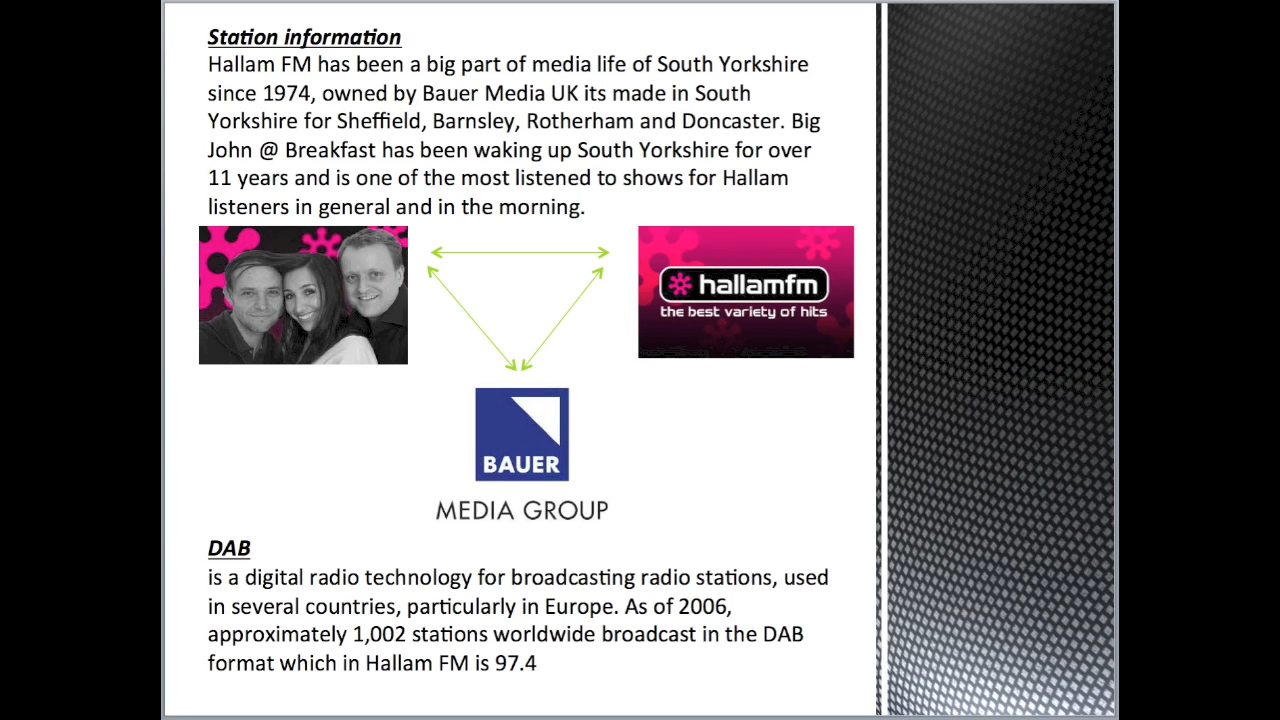 Station information
Hallam FM has been a big part of media life of South Yorkshire
since 1974, owned by Bauer Media UK its made in South
Yorkshire for Sheffield, Barnsley, Rotherham and Doncaster. Big
John @ Breakfast has been waking up South Yorkshire for over
11 years and is one of the most listened to shows for Hallam
listeners in general and in the morning.
hallamfm
the best variety of hits
BAUER
MEDIA GROUP
DAB
is a digital radio technology for broadcasting radio stations, used
in several countries, particularly in Europe. As of 2006,
approximately 1,002 stations worldwide broadcast in the DAB
format which in Hallam FM is 97.4